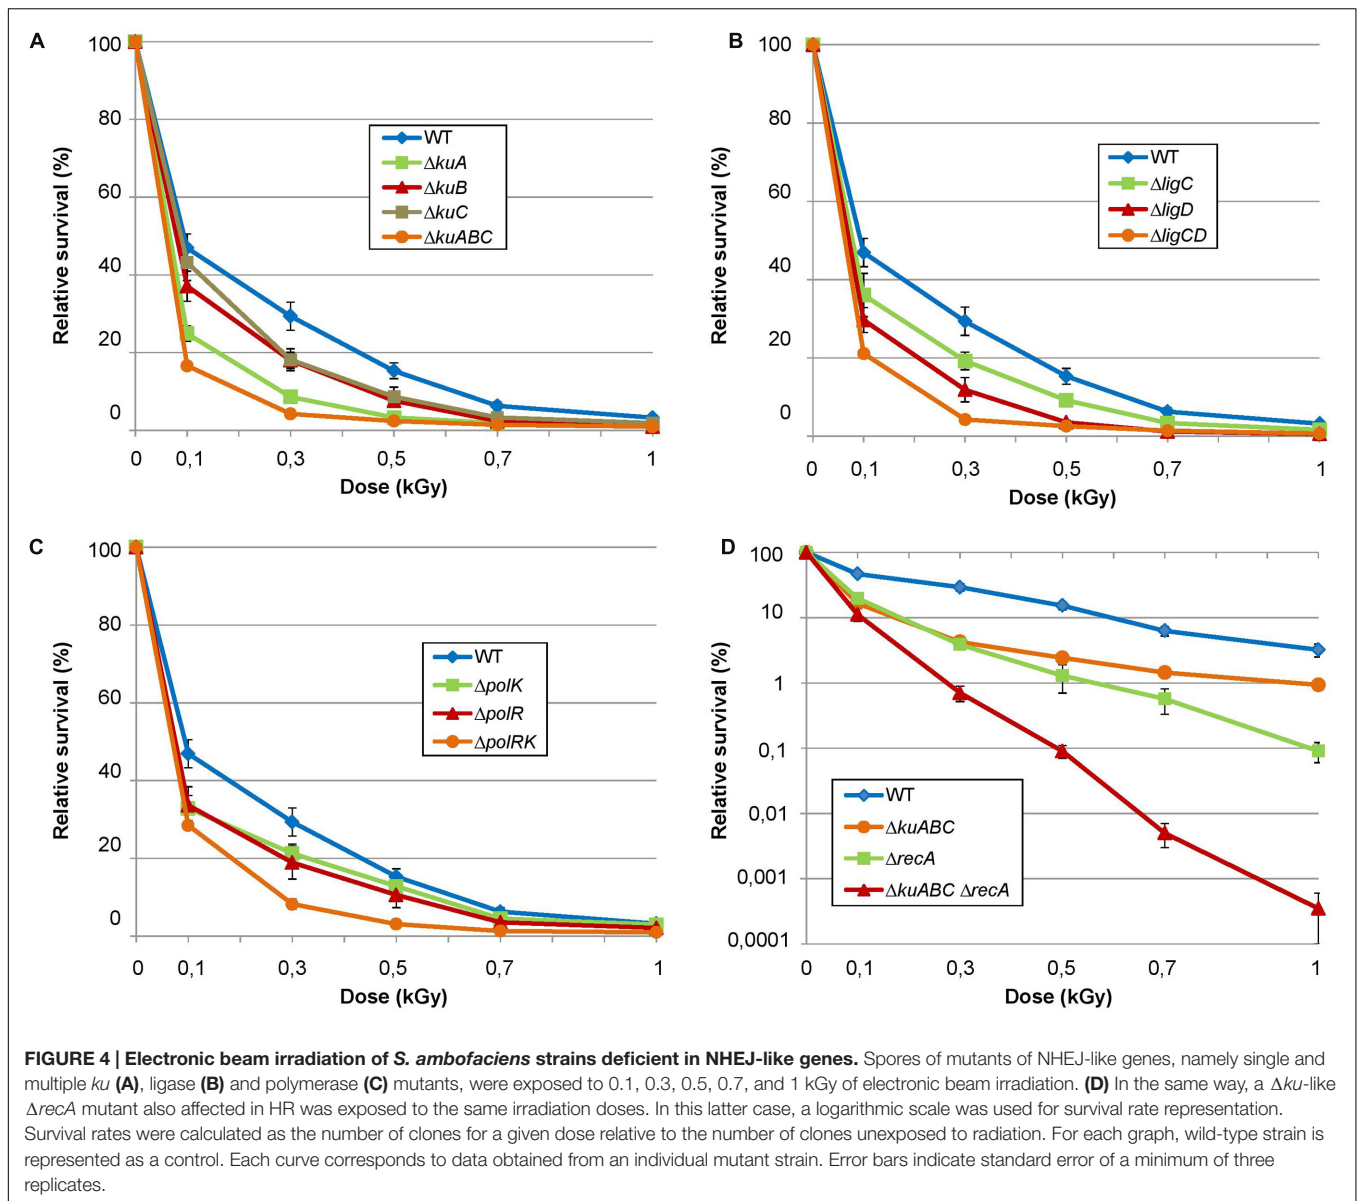 A
Relative survival (%)
100
80
60
40
20
0
WT
ΔkuA
ΔkuB
ΔkuC
ΔkuABC
0 0,1 0,3 0,5 0,7 1
Dose (kGy)
B
Relative survival (%)
100
80
60
40
20
0
WT
ΔligC
ΔligD
ΔligCD
0 0,1 0,3 0,5 0,7 1
Dose (kGy)
C
Relative survival (%)
100
80
60
40
20
0
WT
ΔpolK
ΔpolR
ΔpolRK
0 0,1 0,3 0,5 0,7 1
Dose (kGy)
D
Relative survival (%)
100
10
1
0,1
0,01
0,001
0,0001
WT
ΔkuABC
ΔrecA
ΔkuABC ΔrecA
0 0,1 0,3 0,5 0,7 1
Dose (kGy)
FIGURE 4 | Electronic beam irradiation of S. ambofaciens strains deficient in NHEJ-like genes. Spores of mutants of NHEJ-like genes, namely single and
multiple ku (A), ligase (B) and polymerase (C) mutants, were exposed to 0.1, 0.3, 0.5, 0.7, and 1 kGy of electronic beam irradiation. (D) In the same way, a Δku-like
ΔrecA mutant also affected in HR was exposed to the same irradiation doses. In this latter case, a logarithmic scale was used for survival rate representation.
Survival rates were calculated as the number of clones for a given dose relative to the number of clones unexposed to radiation. For each graph, wild-type strain is
represented as a control. Each curve corresponds to data obtained from an individual mutant strain. Error bars indicate standard error of a minimum of three
replicates.